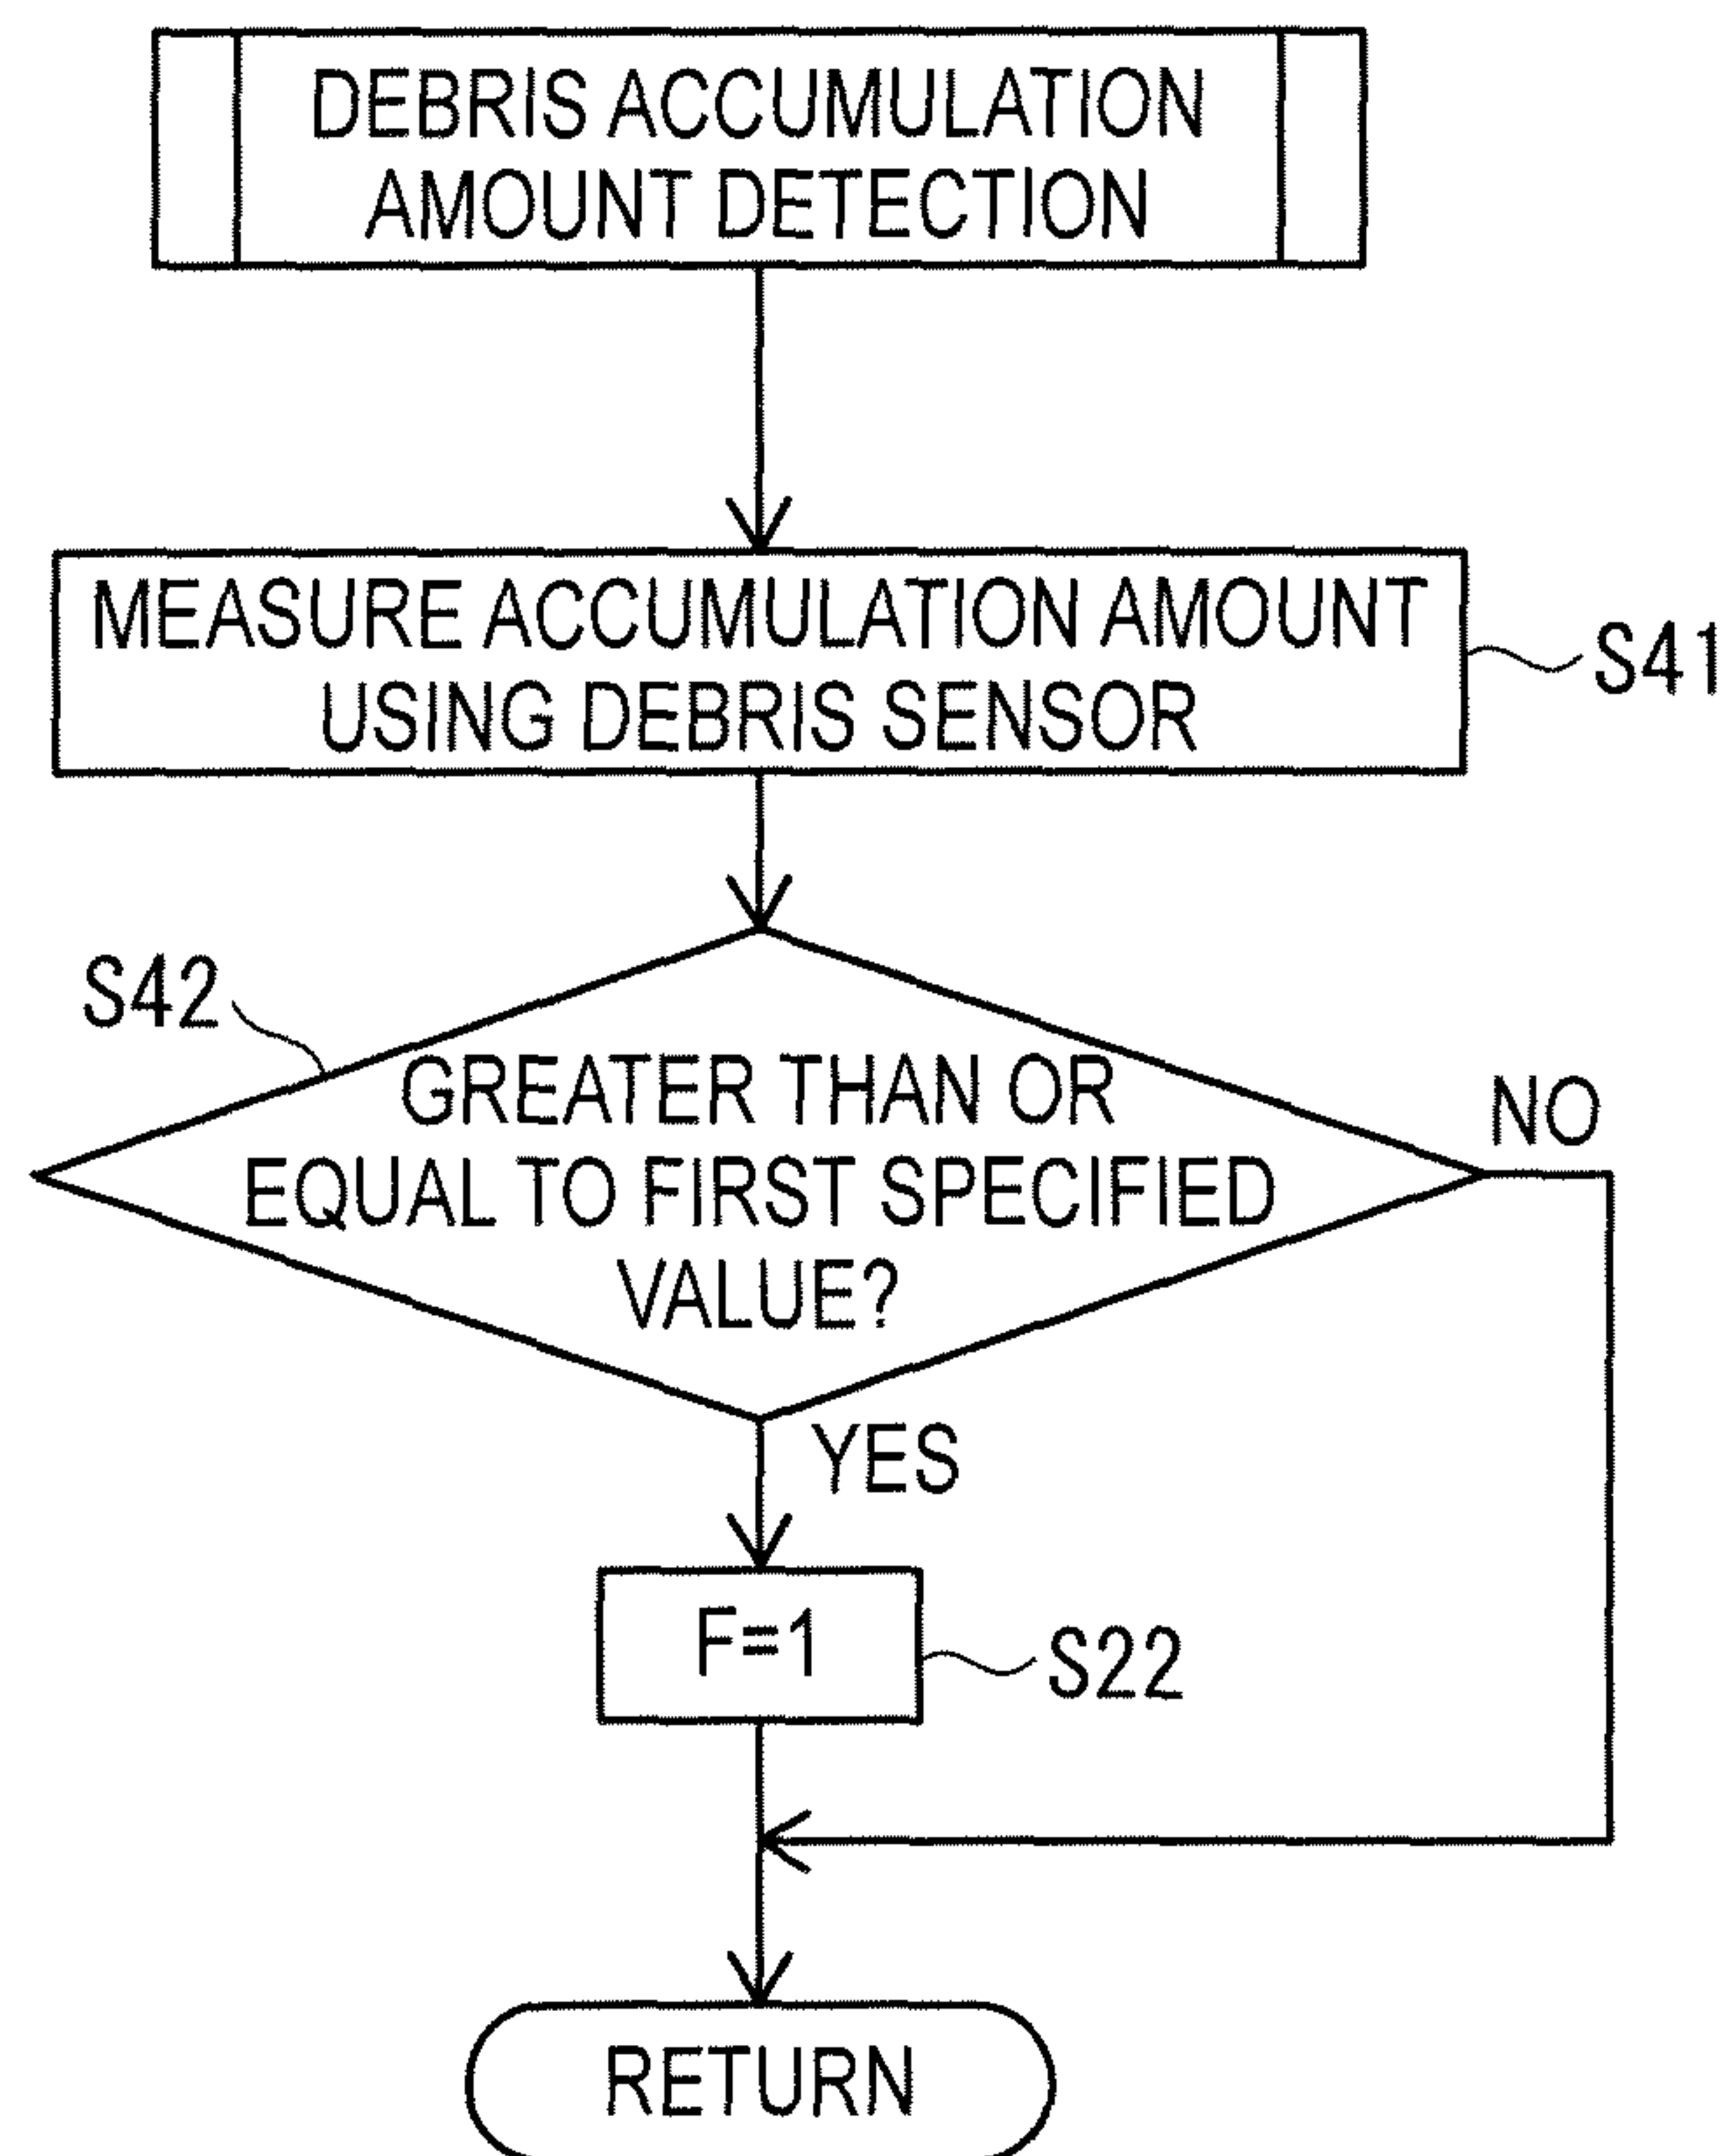 DEBRIS ACCUMULATION
AMOUNT DETECTION
MEASURE ACCUMULATION AMOUNT
USING DEBRIS SENSOR
S41
S42
GREATER THAN OR
EQUAL TO FIRST SPECIFIED
VALUE?
NO
YES
F=1
S22
RETURN